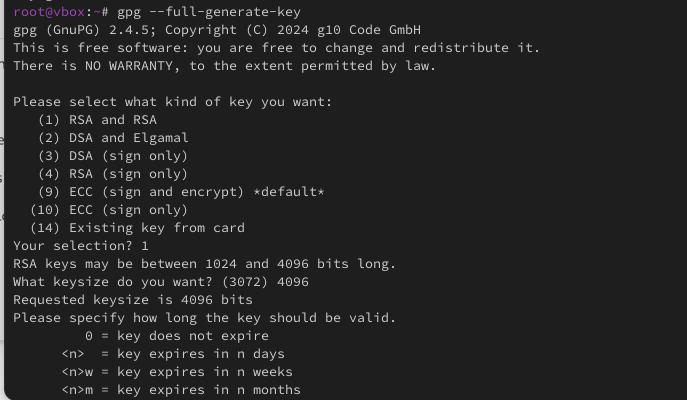 root@vbox:~# gpg --full-generate-key
gpg (GnuPG) 2.4.5; Copyright (C) 2024 g10 Code GmbH
This is free software: you are free to change and redistribute it.
There is NO WARRANTY, to the extent permitted by law.

Please select what kind of key you want:
   (1) RSA and RSA
   (2) DSA and Elgamal
   (3) DSA (sign only)
   (4) RSA (sign only)
   (9) ECC (sign and encrypt) *default*
  (10) ECC (sign only)
  (14) Existing key from card
Your selection? 1
RSA keys may be between 1024 and 4096 bits long.
What keysize do you want? (3072) 4096
Requested keysize is 4096 bits
Please specify how long the key should be valid.
         0 = key does not expire
      <n>  = key expires in n days
      <n>w = key expires in n weeks
      <n>m = key expires in n months